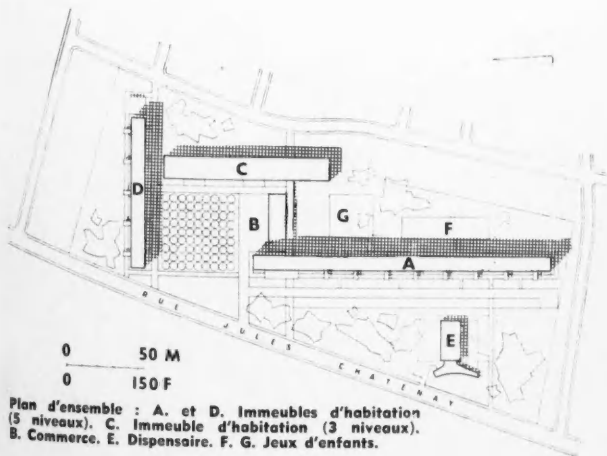 C
D
B
G
F
A
E
RUE JULES CHATENAY
0 50 M
0 150 F
Plan d'ensemble : A. et D. Immeubles d'habitation
(5 niveaux). C. Immeuble d'habitation (3 niveaux).
B. Commerce. E. Dispensaire. F. G. Jeux d'enfants.